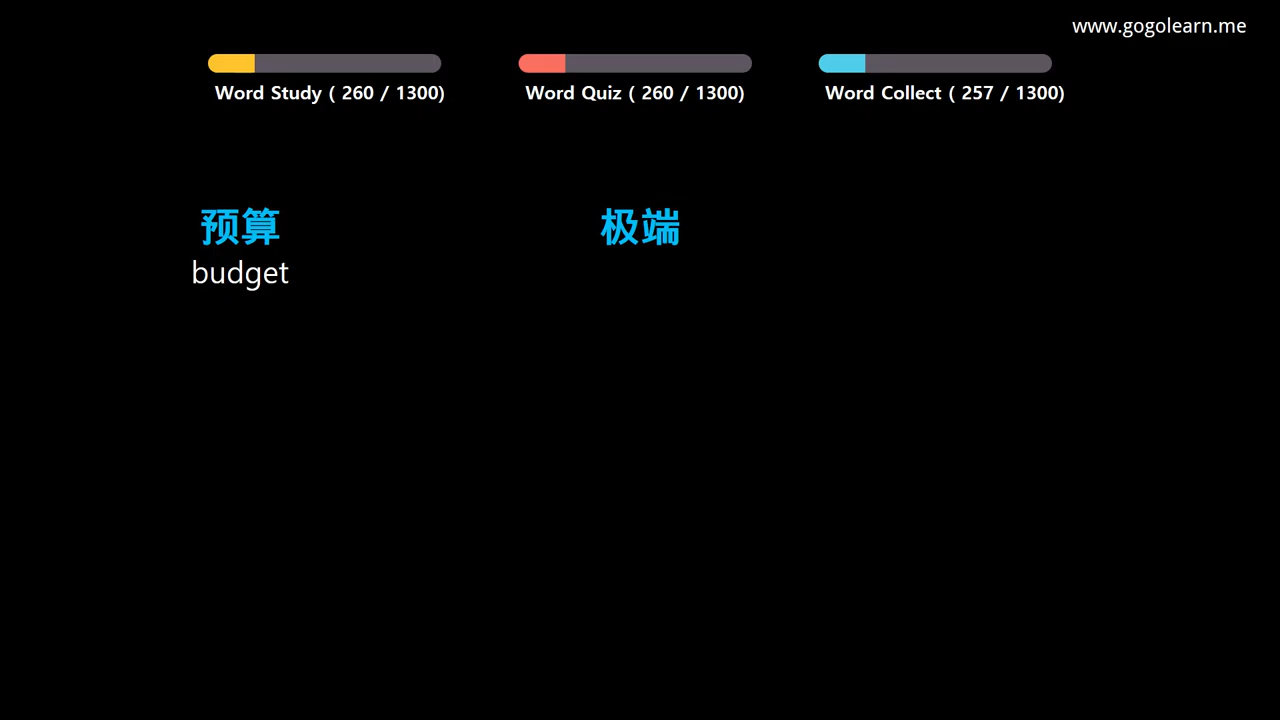 www.gogolearn.me
Word Study ( 260 / 1300)
Word Quiz ( 260 / 1300)
Word Collect ( 257 / 1300)
预算
极端
budget